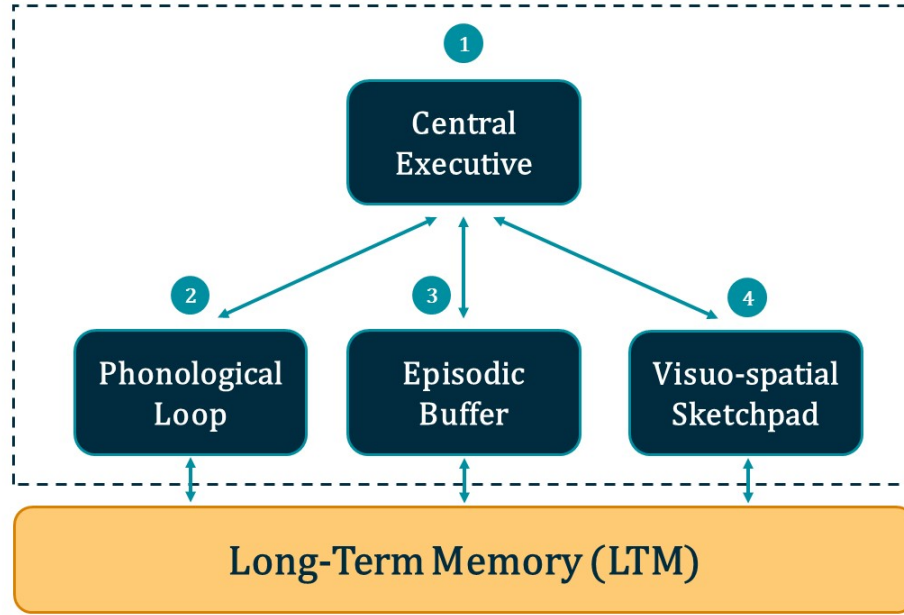 1
Central
Executive
2
3
4
Phonological
Loop
Episodic
Buffer
Visuo-spatial
Sketchpad
Long-Term Memory (LTM)